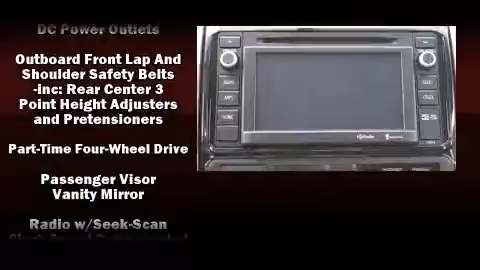 DC Power Outlets
Outboard Front Lap And
Shoulder Safety Belts
-inc: Rear Center 3
Point Height Adjusters
and Pretensioners
Part-Time Four-Wheel Drive
Passenger Visor
Vanity Mirror
Radio w/Seek-Scan